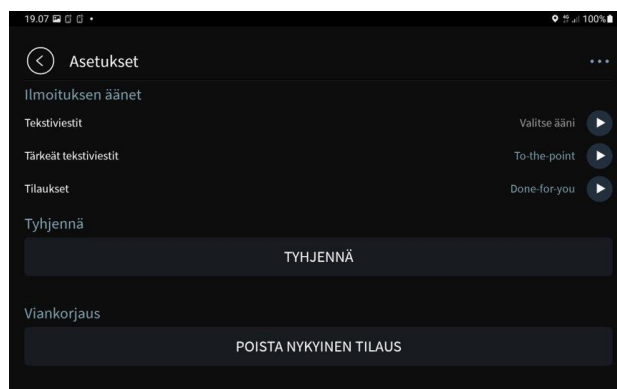 19.07
100%
Asetukset
Ilmoituksen äänet
Tekstiviestit Valitse ääni
Tärkeät tekstiviestit To-the-point
Tilaukset Done-for-you
Tyhjennä
TYHJENNÄ
Viankorjaus
POISTA NYKYINEN TILAUS